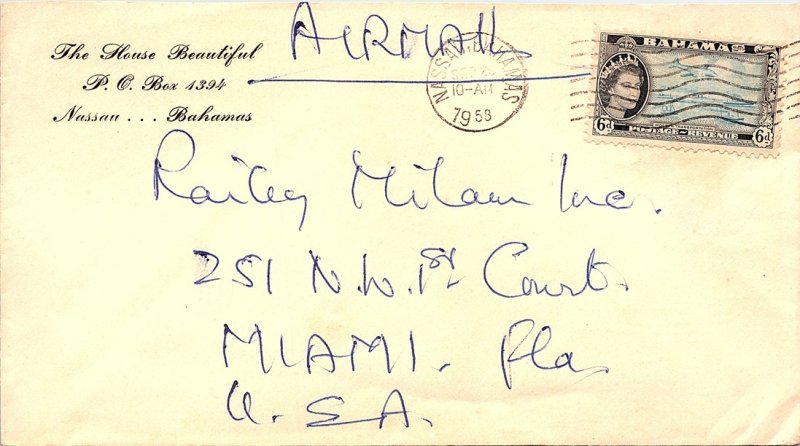 AIRMAIL
The House Beautiful
P. O. Box 1394
Nassau . . . Bahamas
NASSAU, BAHAMAS
10-AM
1958
BAHAMAS
6d
POSTAGE REVENUE
6d
Railey Milam Inc.
251 N.W. 1st Court.
MIAMI. Fla
U.S.A.